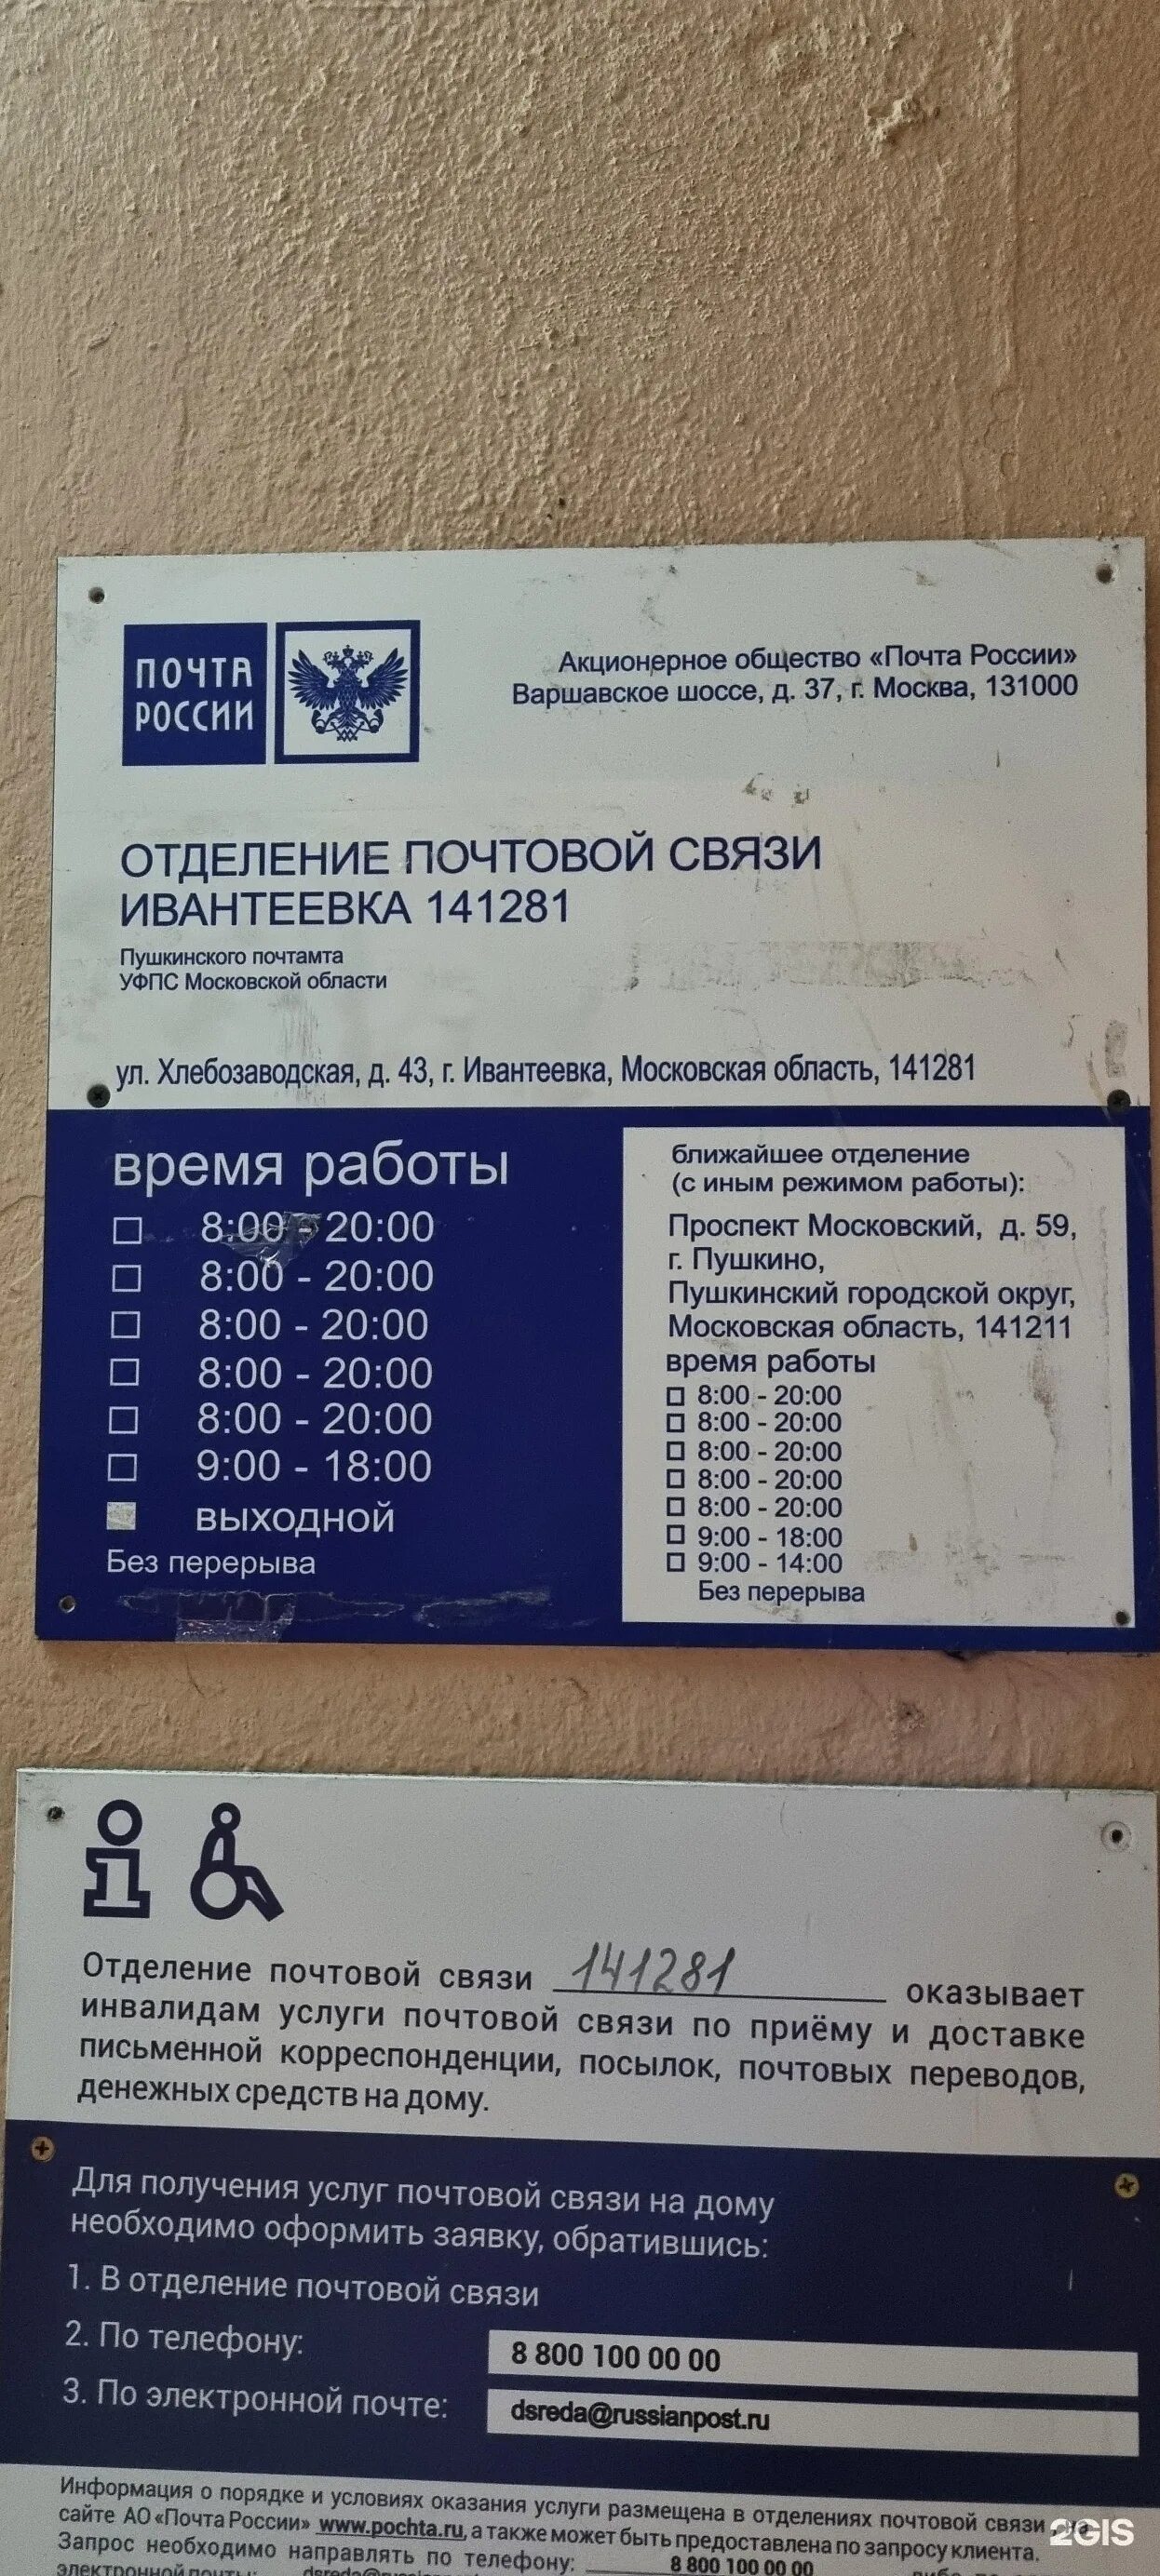 ПОЧТА
РОССИИ
Акционерное общество «Почта России»
Варшавское шоссе, д. 37, г. Москва, 131000
ОТДЕЛЕНИЕ ПОЧТОВОЙ СВЯЗИ
ИВАНТЕЕВКА 141281
Пушкинского почтамта
УФПС Московской области
ул. Хлебозаводская, д. 43, г. Ивантеевка, Московская область, 141281
время работы
8:00 - 20:00
8:00 - 20:00
8:00 - 20:00
8:00 - 20:00
8:00 - 20:00
9:00 - 18:00
выходной
Без перерыва
ближайшее отделение
(с иным режимом работы):
Проспект Московский, д. 59,
г. Пушкино,
Пушкинский городской округ,
Московская область, 141211
время работы
8:00 - 20:00
8:00 - 20:00
8:00 - 20:00
8:00 - 20:00
8:00 - 20:00
9:00 - 18:00
9:00 - 14:00
Без перерыва
Отделение почтовой связи 141281 оказывает
инвалидам услуги почтовой связи по приёму и доставке
письменной корреспонденции, посылок, почтовых переводов,
денежных средств на дому.
Для получения услуг почтовой связи на дому
необходимо оформить заявку, обратившись:
1. В отделение почтовой связи
2. По телефону: 8 800 100 00 00
3. По электронной почте: dsreda@russianpost.ru
Информация о порядке и условиях оказания услуги размещена в отделениях почтовой связи, на
сайте АО «Почта России» www.pochta.ru, а также может быть предоставлена по запросу клиента.
Запрос необходимо направлять по телефону: 8 800 100 00 00 либо по
электронной почты: dsreda@russianpost.ru
2GIS